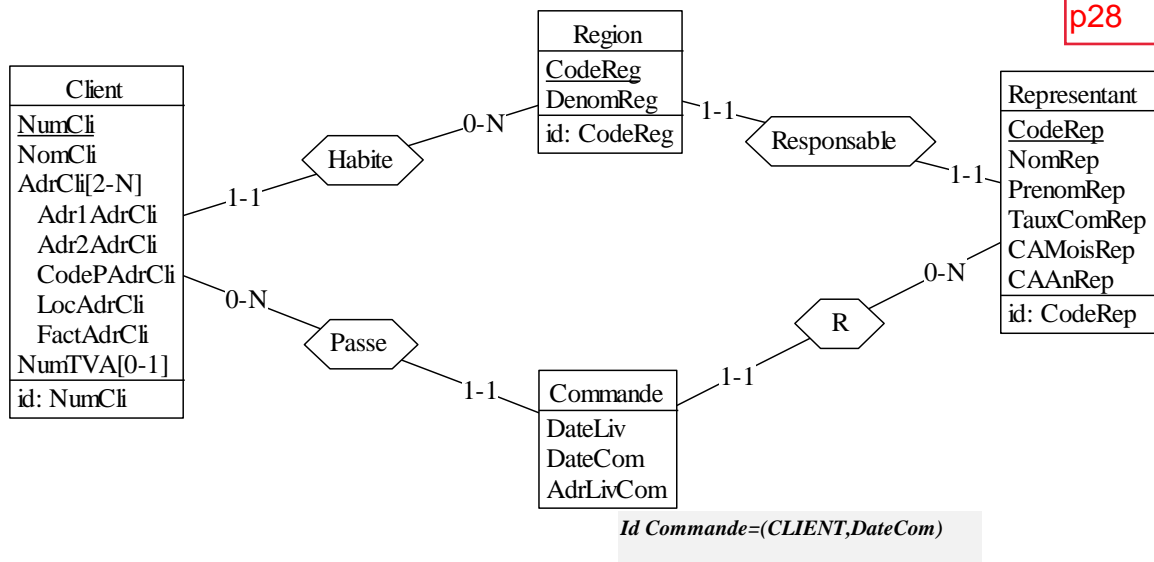 p28
Region
CodeReg
DenomReg
id: CodeReg
Client
NumCli
NomCli
AdrCli[2-N]
Adr1AdrCli
Adr2AdrCli
CodePAdrCli
LocAdrCli
FactAdrCli
NumTVA[0-1]
id: NumCli
Representant
CodeRep
NomRep
PrenomRep
TauxComRep
CAMoisRep
CAAnRep
id: CodeRep
0-N
Habite
1-1
1-1
Responsable
1-1
0-N
Passe
1-1
0-N
R
1-1
Commande
DateLiv
DateCom
AdrLivCom
Id Commande=(CLIENT,DateCom)